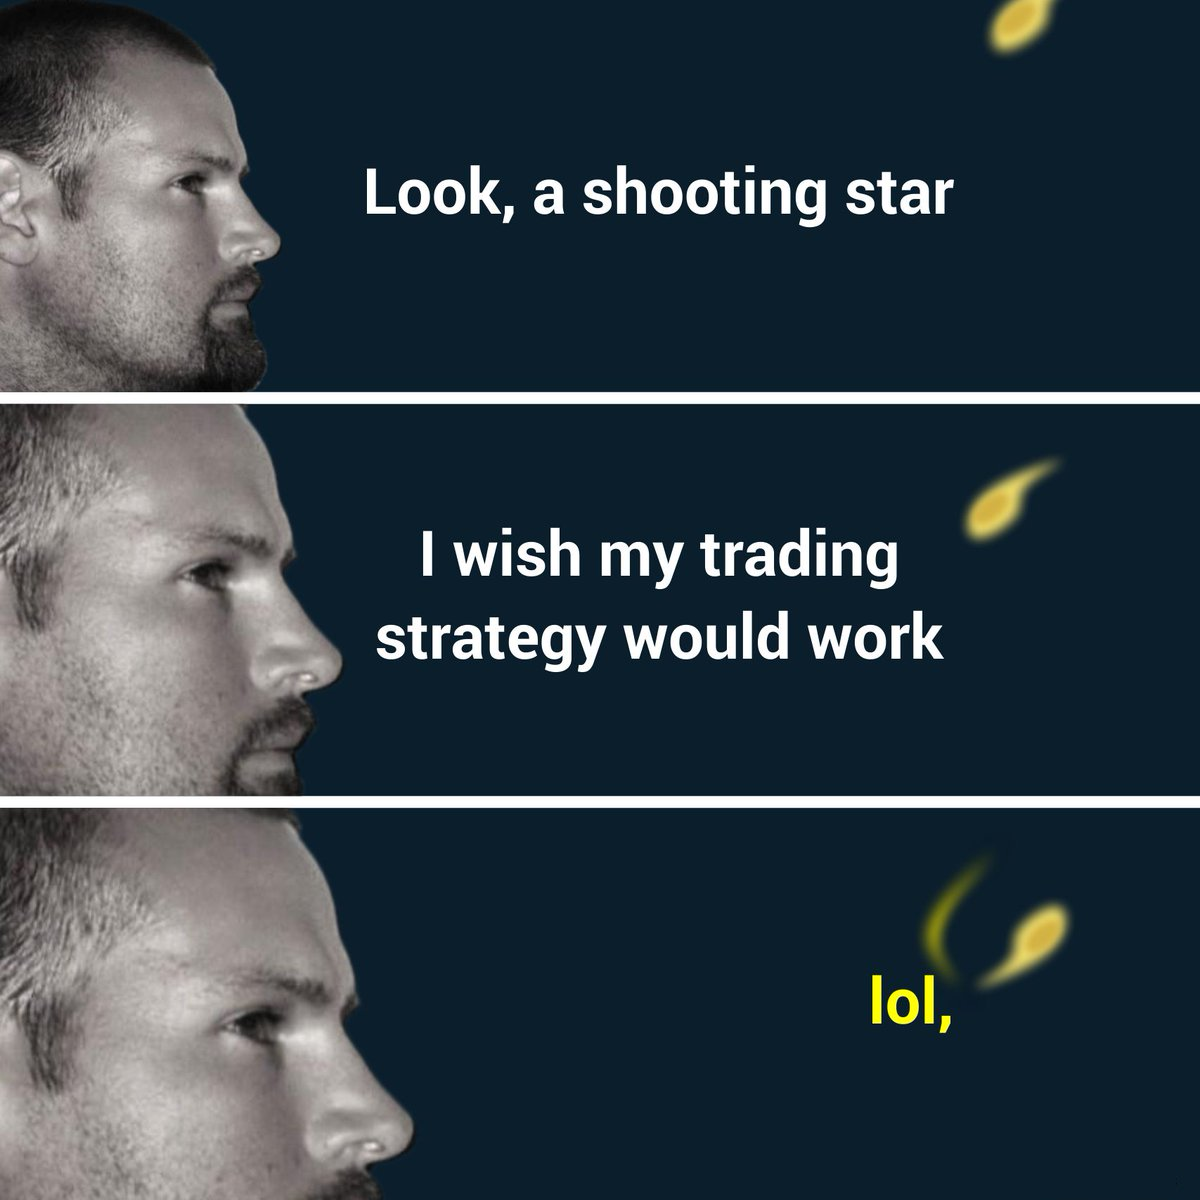 Look, a shooting star
I wish my trading
strategy would work
lol,